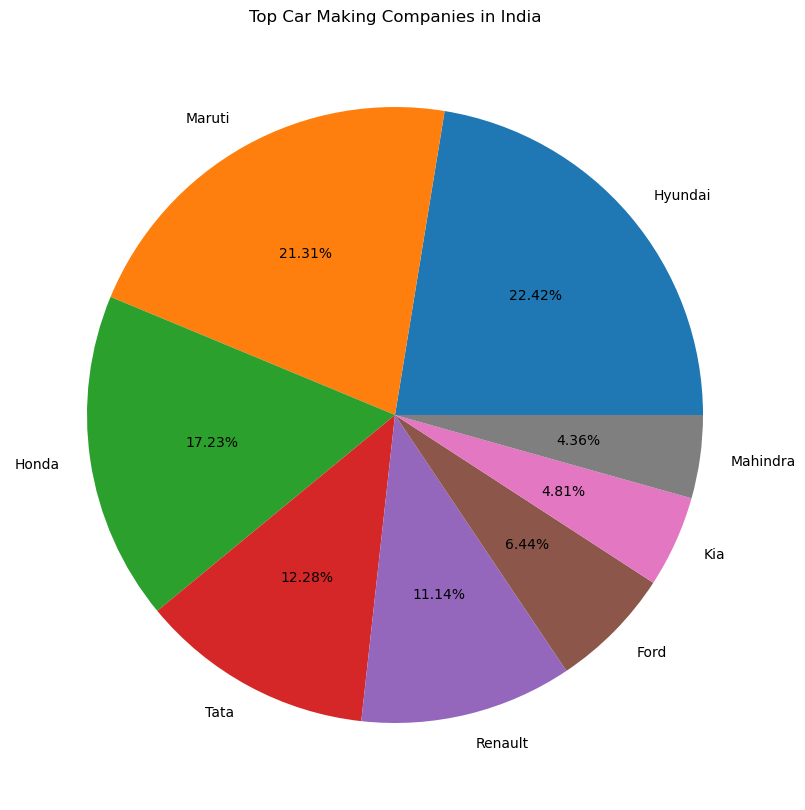 Top Car Making Companies in India
Maruti
Hyundai
21.31%
22.42%
17.23%
4.36%
Honda
Mahindra
4.81%
6.44%
Kia
12.28%
11.14%
Ford
Tata
Renault